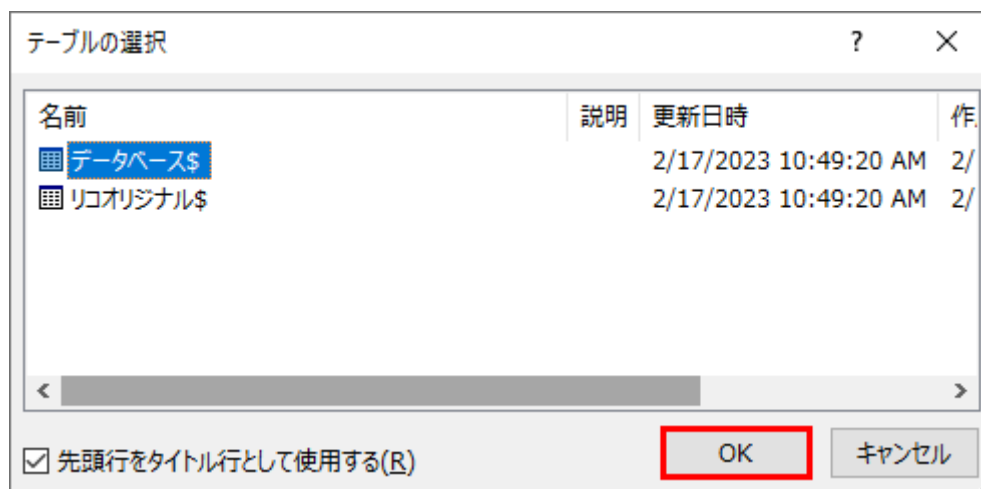 テーブルの選択 ?
名前 説明 更新日時 作
データベース$ 2/17/2023 10:49:20 AM 2/
リコオリジナル$ 2/17/2023 10:49:20 AM 2/
先頭行をタイトル行として使用する(R) OK キャンセル